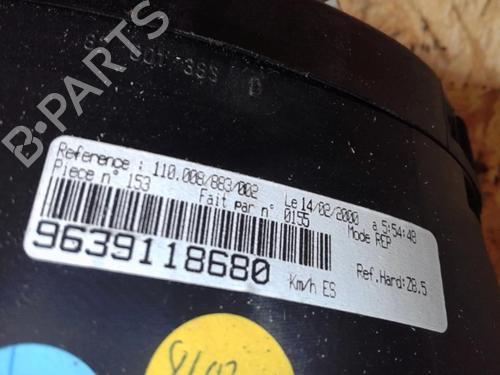 B-PARTS
Reference : 110.008/883/002 Le 14/02/2000 a 5:54:48
Piece n° 153 Fait par n° 0155 Mode REP
9639118680 Km/h ES Ref.Hard:Z8.5